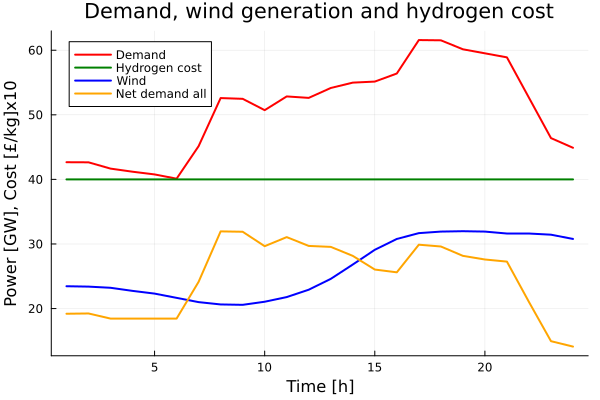 Demand, wind generation and hydrogen cost
Power [GW], Cost [£/kg]x10
60
50
40
30
20
Demand
Hydrogen cost
Wind
Net demand all
5
10
15
20
Time [h]